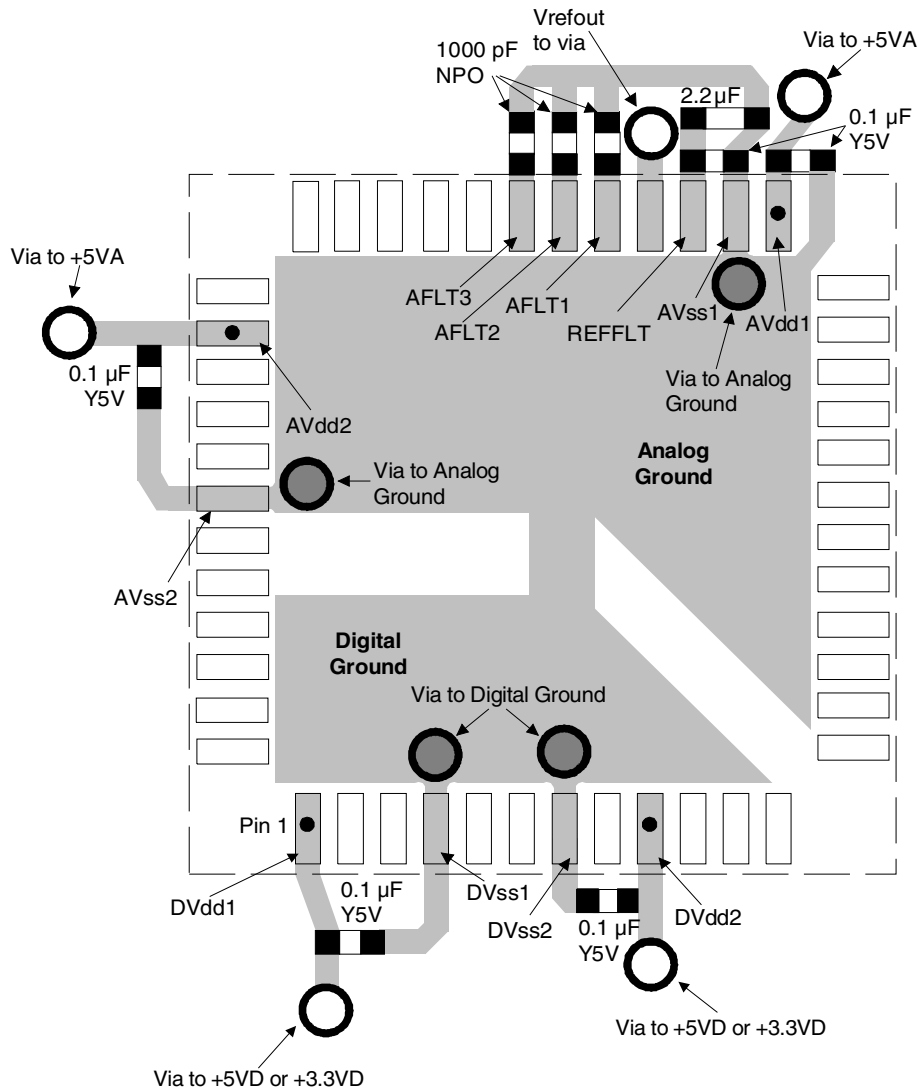 Vrefout
to via
Via to +5VA
1000 pF
NPO
2.2 µF
0.1 µF
Y5V
Via to +5VA
AFLT3
AFLT2
AFLT1
REFFLT
AVss1
AVdd1
0.1 µF
Y5V
Via to Analog
Ground
AVdd2
Analog
Ground
Via to Analog
Ground
AVss2
Digital
Ground
Via to Digital Ground
Pin 1
DVdd1
0.1 µF
Y5V
DVss1
DVss2
0.1 µF
Y5V
DVdd2
Via to +5VD or +3.3VD
Via to +5VD or +3.3VD